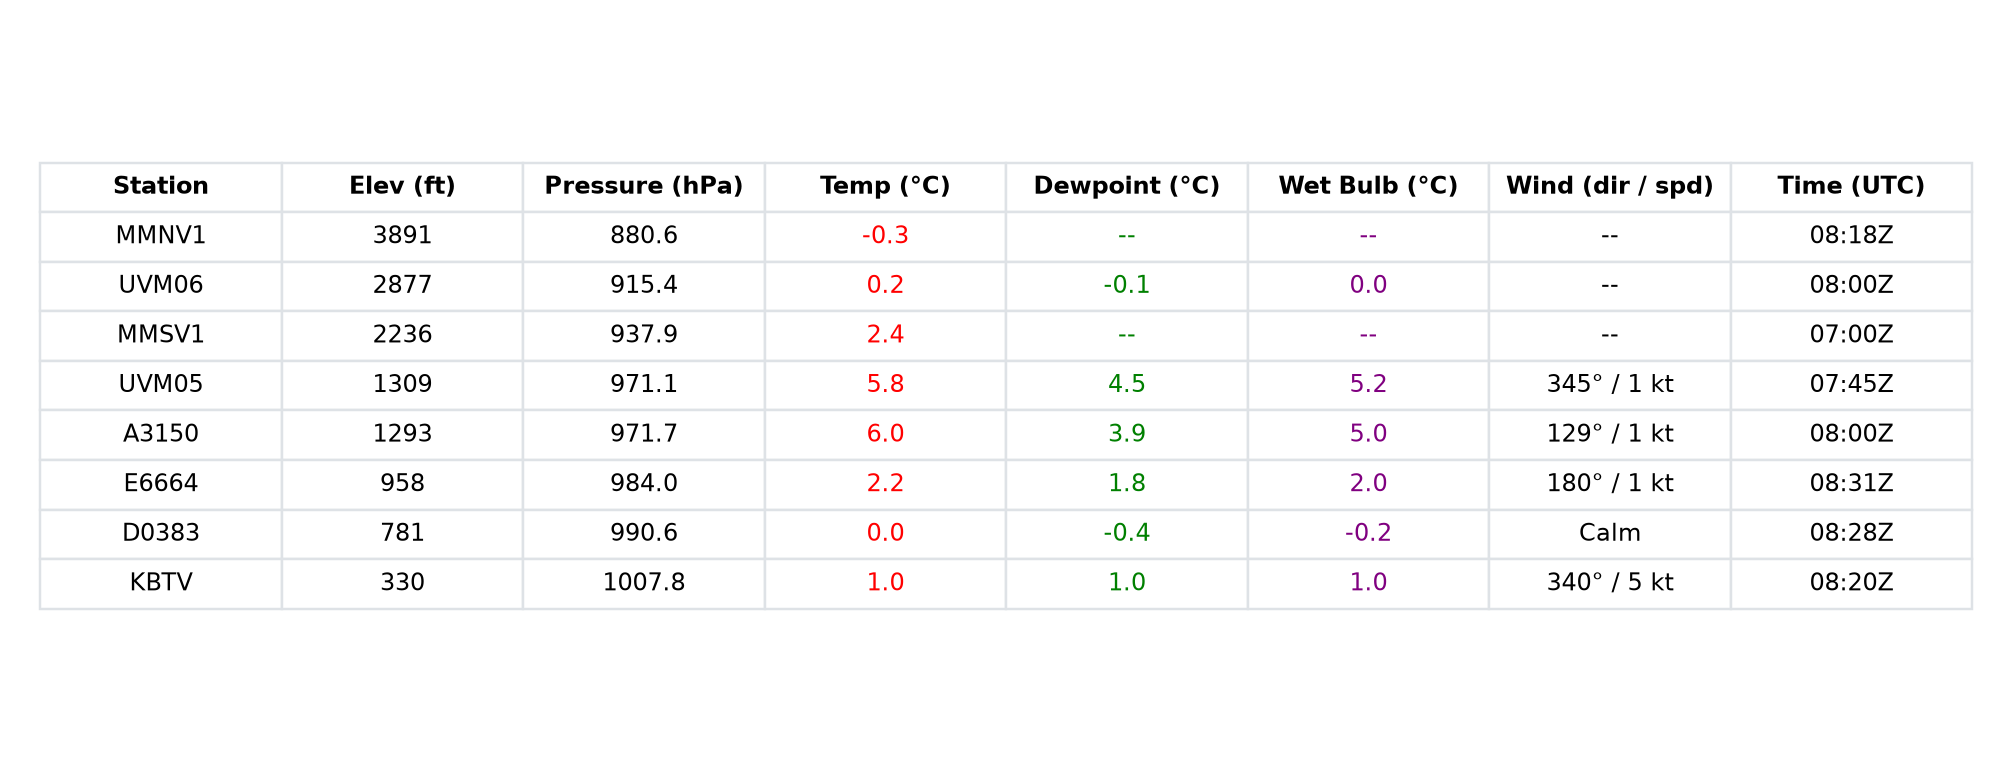 Station Elev (ft) Pressure (hPa) Temp (°C) Dewpoint (°C) Wet Bulb (°C) Wind (dir / spd) Time (UTC)
MMNV1 3891 880.6 -0.3 -- -- -- 08:18Z
UVM06 2877 915.4 0.2 -0.1 0.0 -- 08:00Z
MMSV1 2236 937.9 2.4 -- -- -- 07:00Z
UVM05 1309 971.1 5.8 4.5 5.2 345° / 1 kt 07:45Z
A3150 1293 971.7 6.0 3.9 5.0 129° / 1 kt 08:00Z
E6664 958 984.0 2.2 1.8 2.0 180° / 1 kt 08:31Z
D0383 781 990.6 0.0 -0.4 -0.2 Calm 08:28Z
KBTV 330 1007.8 1.0 1.0 1.0 340° / 5 kt 08:20Z